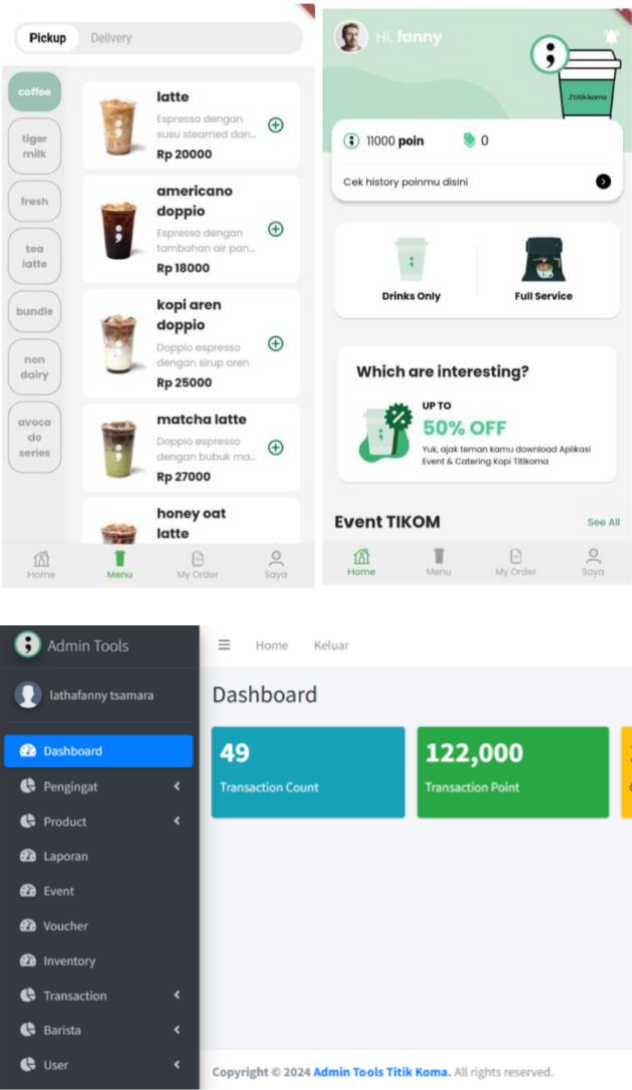 Pickup
Delivery
coffee
tiger
milk
fresh
tea
latte
bundle
non
dairy
avoca
do
series
latte
Espresso dengan
susu steamed dan...
Rp 20000
americano
doppio
Espresso dengan
tambahan air pan...
Rp 18000
kopi aren
doppio
Doppio espresso
dengan sirup aren
Rp 25000
matcha latte
Doppio espresso
dengan bubuk ma...
Rp 27000
honey oat
latte
Home
Menu
My Order
Saya
Hi, fanny
Jtitikkoma
11000 poin
0
Cek history poinmu disini
Drinks Only
Full Service
Which are interesting?
UP TO
50% OFF
Yuk, ajak teman kamu download Aplikasi
Event & Catering Kopi Titikoma
Event TIKOM
See All
Home
Menu
My Order
Saya
Admin Tools
Home
Keluar
lathafanny tsamara
Dashboard
Dashboard
Pengingat
Product
Laporan
Event
Voucher
Inventory
Transaction
Barista
User
49
Transaction Count
122,000
Transaction Point
Copyright © 2024 Admin Tools Titik Koma. All rights reserved.